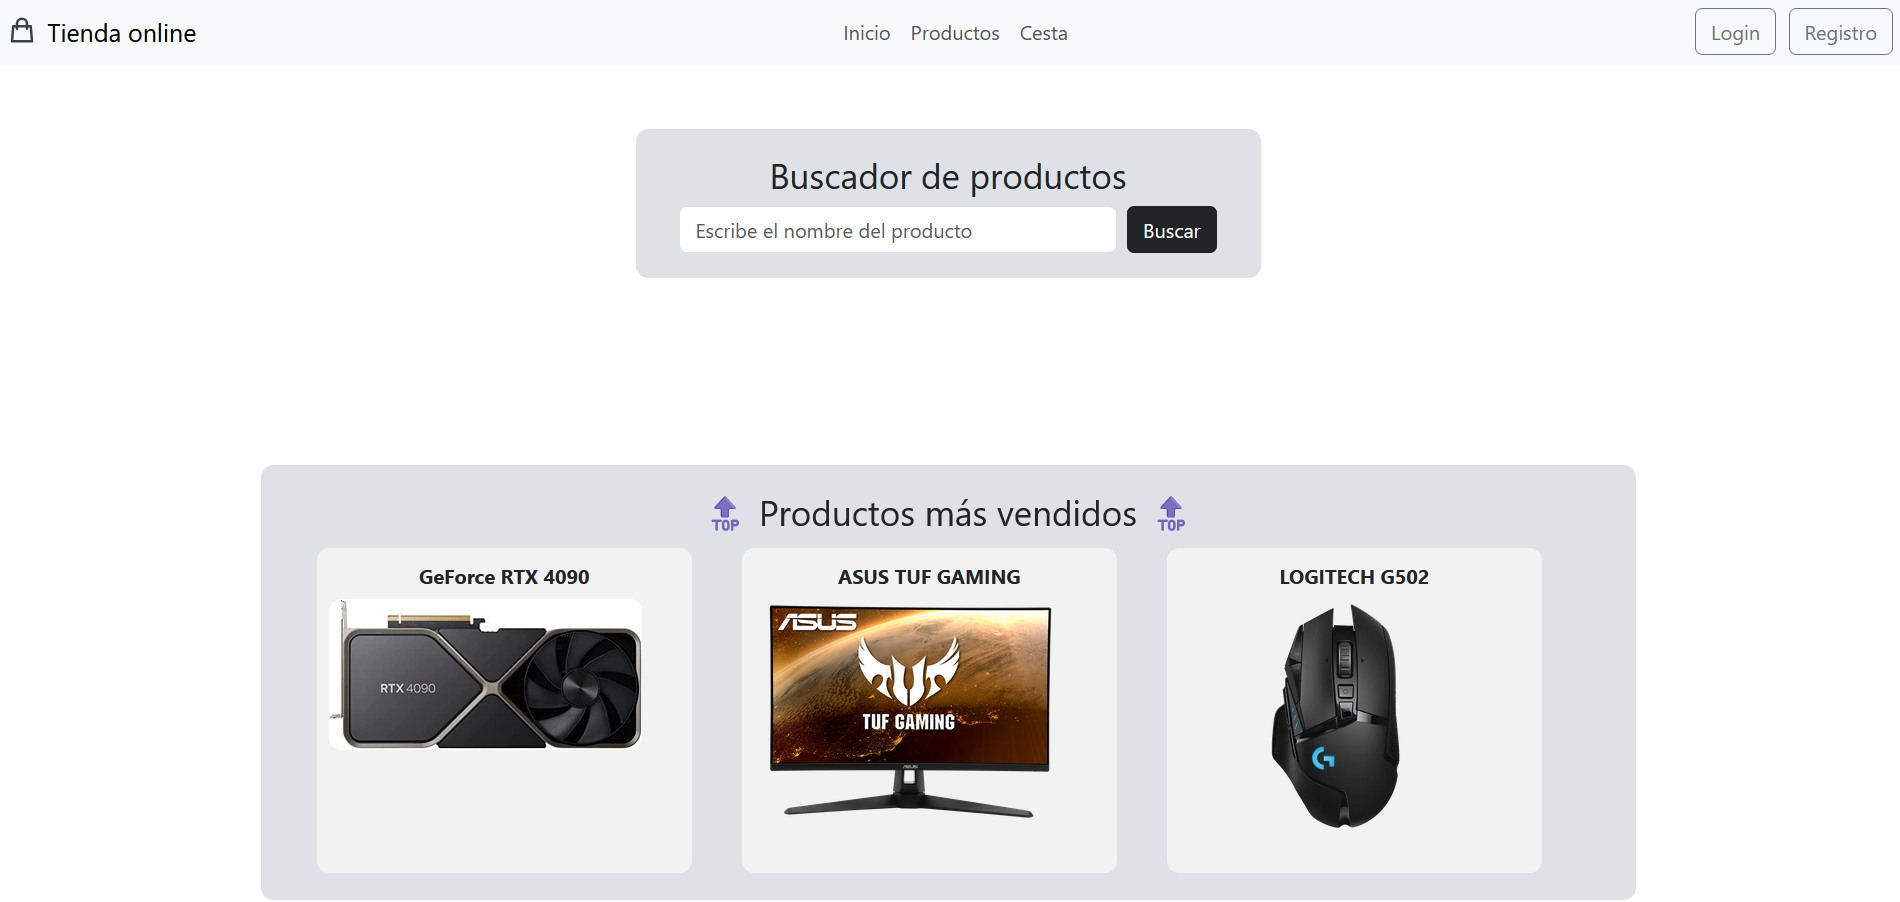 Tienda online
Inicio Productos Cesta
Login Registro
Buscador de productos
Escribe el nombre del producto Buscar
TOP Productos más vendidos TOP
GeForce RTX 4090
RTX 4090
ASUS TUF GAMING
ASUS
TUF GAMING
ASUS
LOGITECH G502
G